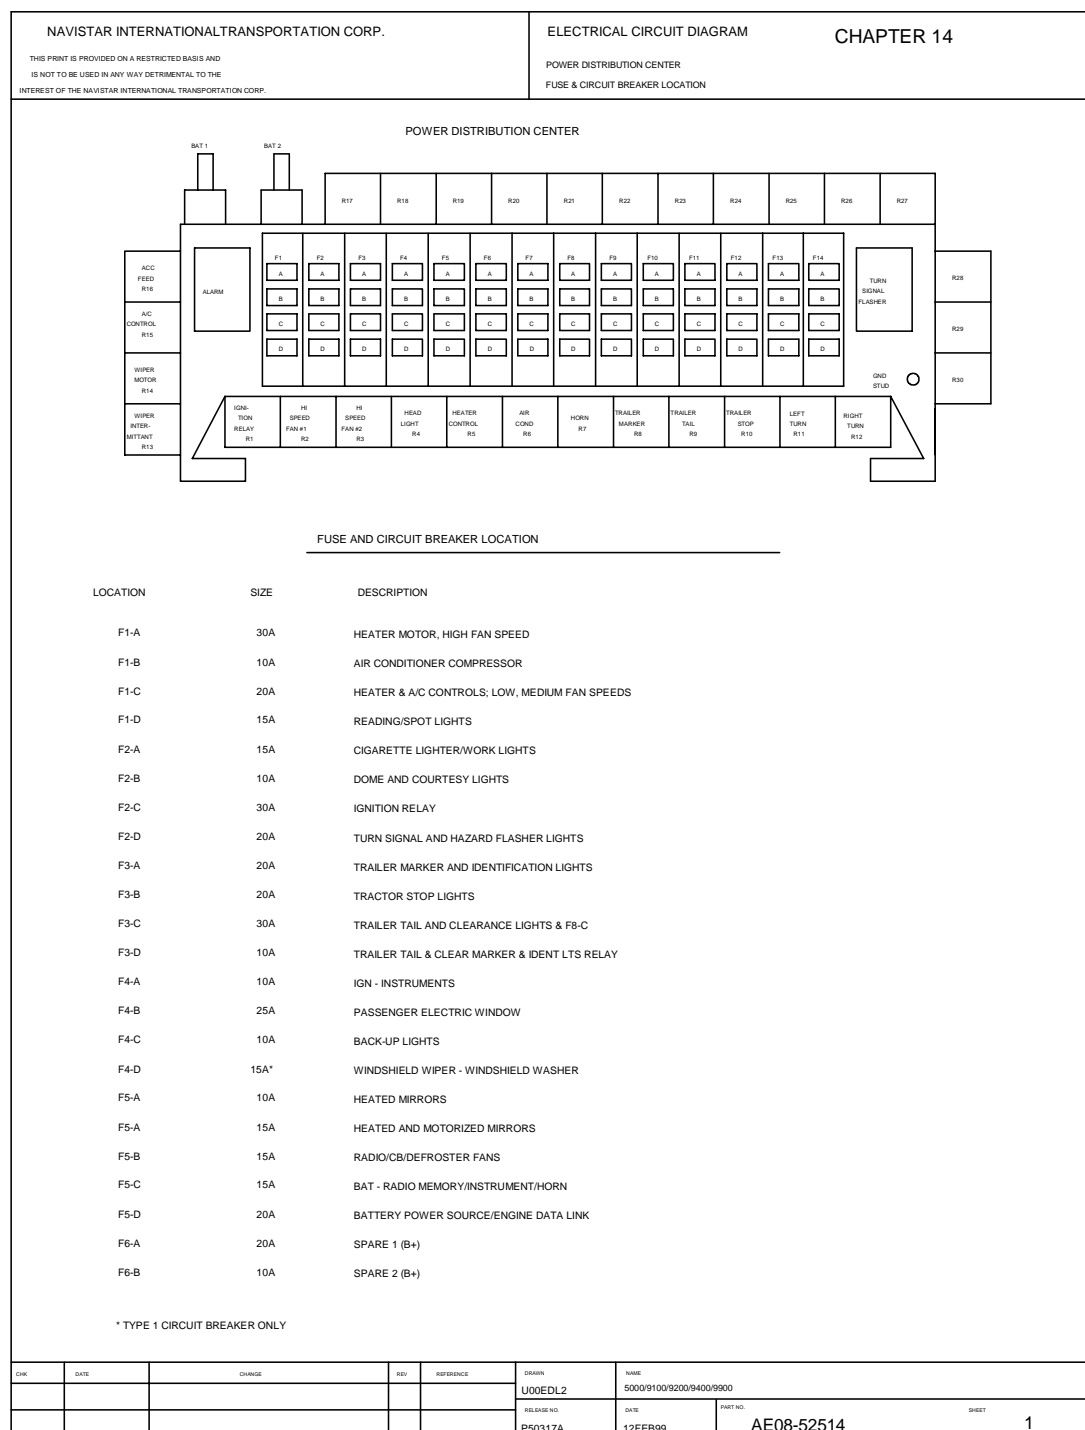 NAVISTAR INTERNATIONALTRANSPORTATION CORP.
THIS PRINT IS PROVIDED ON A RESTRICTED BASIS AND
IS NOT TO BE USED IN ANY WAY DETRIMENTAL TO THE
INTEREST OF THE NAVISTAR INTERNATIONAL TRANSPORTATION CORP.
ELECTRICAL CIRCUIT DIAGRAM
POWER DISTRIBUTION CENTER
FUSE & CIRCUIT BREAKER LOCATION
CHAPTER 14
POWER DISTRIBUTION CENTER
BAT 1 BAT 2
R17 R18 R19 R20 R21 R22 R23 R24 R25 R26 R27
ACC
FEED
R16
A/C
CONTROL
R15
WIPER
MOTOR
R14
WIPER
INTER-
MITTANT
R13
ALARM
F1 F2 F3 F4 F5 F6 F7 F8 F9 F10 F11 F12 F13 F14
A A A A A A A A A A A A A A
B B B B B B B B B B B B B B
C C C C C C C C C C C C C C
D D D D D D D D D D D D D D
TURN
SIGNAL
FLASHER
GND
STUD
R28
R29
R30
IGNI-
TION
RELAY
R1
HI
SPEED
FAN #1
R2
HI
SPEED
FAN #2
R3
HEAD
LIGHT
R4
HEATER
CONTROL
R5
AIR
COND
R6
HORN
R7
TRAILER
MARKER
R8
TRAILER
TAIL
R9
TRAILER
STOP
R10
LEFT
TURN
R11
RIGHT
TURN
R12
FUSE AND CIRCUIT BREAKER LOCATION
LOCATION SIZE DESCRIPTION
F1-A 30A HEATER MOTOR, HIGH FAN SPEED
F1-B 10A AIR CONDITIONER COMPRESSOR
F1-C 20A HEATER & A/C CONTROLS; LOW, MEDIUM FAN SPEEDS
F1-D 15A READING/SPOT LIGHTS
F2-A 15A CIGARETTE LIGHTER/WORK LIGHTS
F2-B 10A DOME AND COURTESY LIGHTS
F2-C 30A IGNITION RELAY
F2-D 20A TURN SIGNAL AND HAZARD FLASHER LIGHTS
F3-A 20A TRAILER MARKER AND IDENTIFICATION LIGHTS
F3-B 20A TRACTOR STOP LIGHTS
F3-C 30A TRAILER TAIL AND CLEARANCE LIGHTS & F8-C
F3-D 10A TRAILER TAIL & CLEAR MARKER & IDENT LTS RELAY
F4-A 10A IGN - INSTRUMENTS
F4-B 25A PASSENGER ELECTRIC WINDOW
F4-C 10A BACK-UP LIGHTS
F4-D 15A* WINDSHIELD WIPER - WINDSHIELD WASHER
F5-A 10A HEATED MIRRORS
F5-A 15A HEATED AND MOTORIZED MIRRORS
F5-B 15A RADIO/CB/DEFROSTER FANS
F5-C 15A BAT - RADIO MEMORY/INSTRUMENT/HORN
F5-D 20A BATTERY POWER SOURCE/ENGINE DATA LINK
F6-A 20A SPARE 1 (B+)
F6-B 10A SPARE 2 (B+)
* TYPE 1 CIRCUIT BREAKER ONLY
CHK DATE CHANGE REV REFERENCE DRAWN NAME
U00EDL2 5000/9100/9200/9400/9900
RELEASE NO. DATE PART NO. SHEET
P50317A 12FEB99 AE08-52514 1